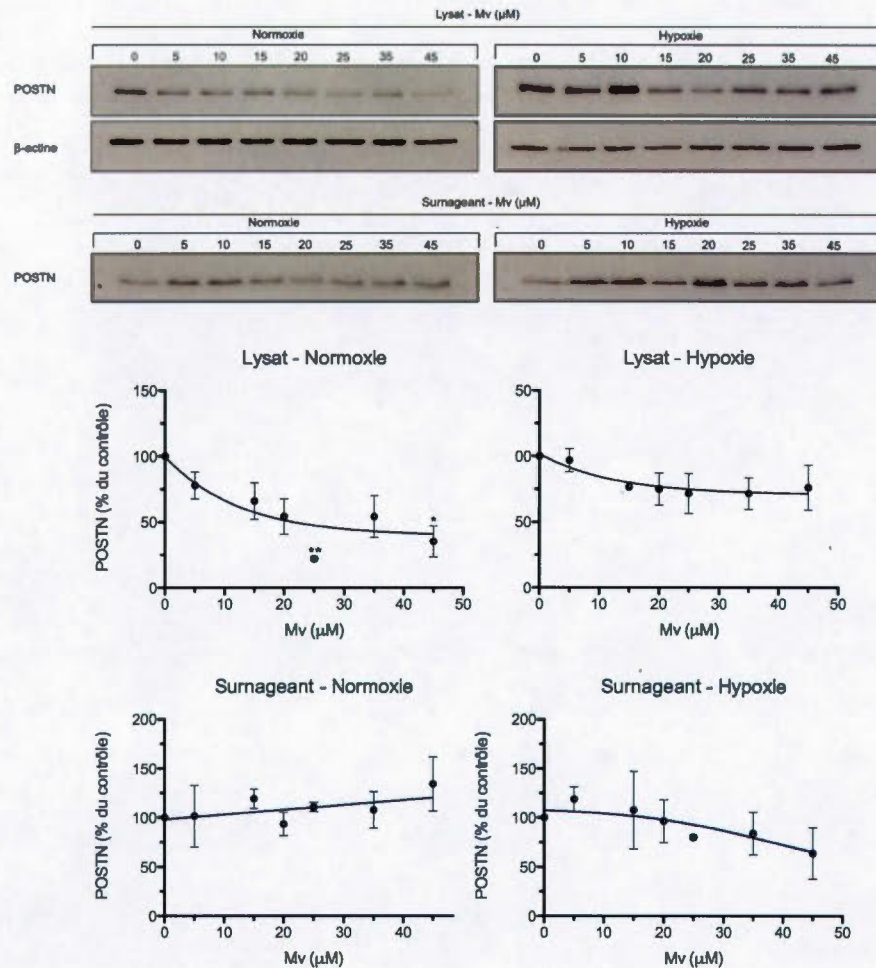 Lysat - Mv (µM)
Normoxie Hypoxie
0 5 10 15 20 25 35 45 0 5 10 15 20 25 35 45
POSTN
β-actine
Surnageant - Mv (µM)
Normoxie Hypoxie
0 5 10 15 20 25 35 45 0 5 10 15 20 25 35 45
POSTN
Lysat - Normoxie
POSTN (% du contrôle)
150
100
50
0
** *
0 10 20 30 40 50
Mv (µM)
Lysat - Hypoxie
50
00
50
0
0 10 20 30 40 50
Mv (µM)
Surnageant - Normoxie
POSTN (% du contrôle)
200
150
100
50
0
0 10 20 30 40
Mv (µM)
Surnageant - Hypoxie
POSTN (% du contrôle)
200
150
100
50
0
0 10 20 30 40 50
Mv (µM)